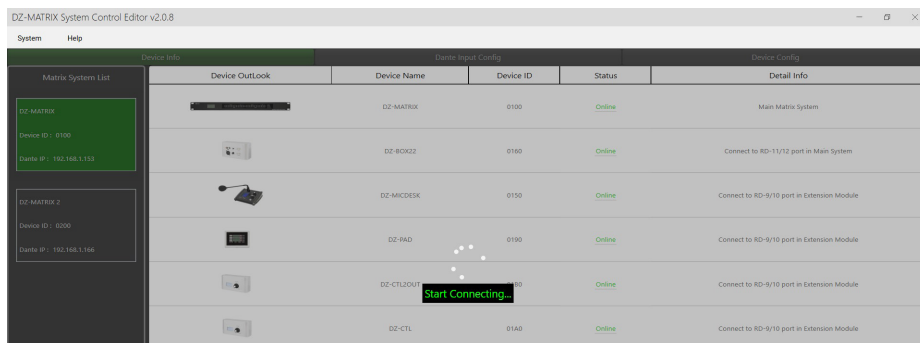 DZ-MATRIX System Control Editor v2.0.8
System Help
Device Info Dante Input Config Device Config
Matrix System List
DZ-MATRIX
Device ID : 0100
Dante IP : 192.168.1.153
DZ-MATRIX 2
Device ID : 0200
Dante IP : 192.168.1.166
Device OutLook Device Name Device ID Status Detail Info
DZ-MATRIX 0100 Online Main Matrix System
DZ-BOX22 0160 Online Connect to RD-11/12 port in Main System
DZ-MICDESK 0150 Online Connect to RD-9/10 port in Extension Module
DZ-PAD 0190 Online Connect to RD-9/10 port in Extension Module
DZ-CTL2OUT Online Connect to RD-9/10 port in Extension Module
Start Connecting...
DZ-CTL 01A0 Online Connect to RD-9/10 port in Extension Module